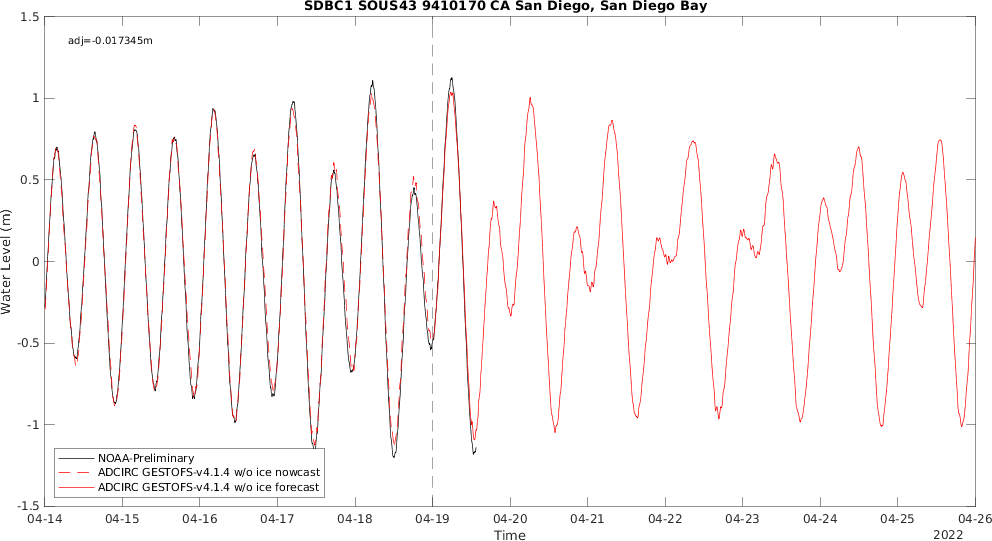 SDBC1 SOUS43 9410170 CA San Diego, San Diego Bay
adj=-0.017345m
1.5
1
0.5
0
-0.5
-1
-1.5
Water Level (m)
NOAA-Preliminary
ADCIRC GESTOFS-v4.1.4 w/o ice nowcast
ADCIRC GESTOFS-v4.1.4 w/o ice forecast
04-14 04-15 04-16 04-17 04-18 04-19 04-20 04-21 04-22 04-23 04-24 04-25 04-26
Time
2022